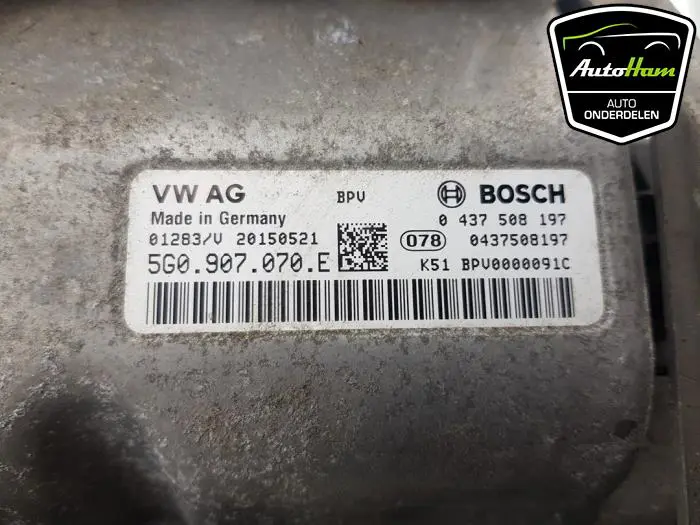 AutoHam
AUTO
ONDERDELEN
VW AG BPV BOSCH
Made in Germany 0 437 508 197
01283/V 20150521 078 0437508197
5G0.907.070.E K51 BPV0000091C